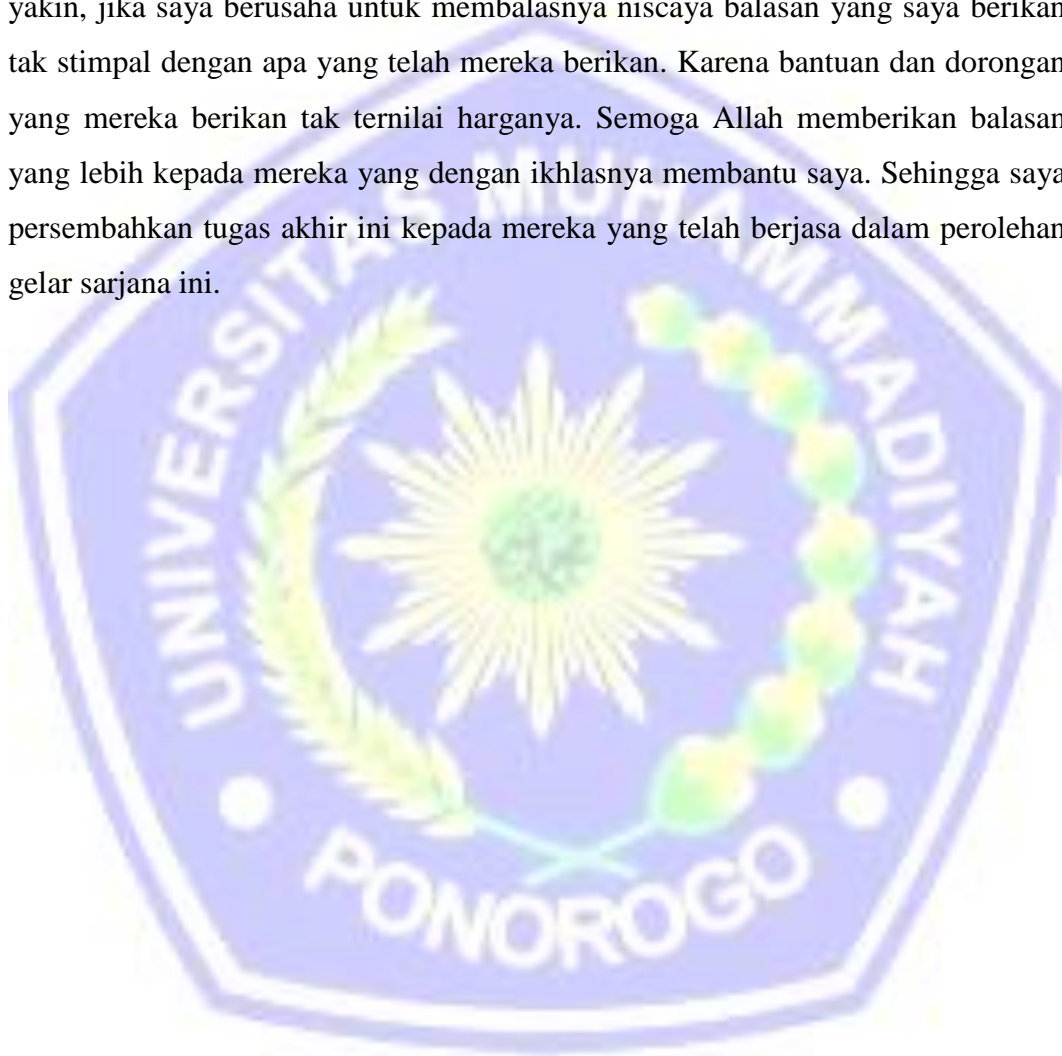 yakin, jika saya berusaha untuk membalasnya niscaya balasan yang saya berikan
tak stimpal dengan apa yang telah mereka berikan. Karena bantuan dan dorongan
yang mereka berikan tak ternilai harganya. Semoga Allah memberikan balasan
yang lebih kepada mereka yang dengan ikhlasnya membantu saya. Sehingga saya
persembahkan tugas akhir ini kepada mereka yang telah berjasa dalam perolehan
gelar sarjana ini.
UNIVERSITAS MUHAMMADIYAH
PONOROGO